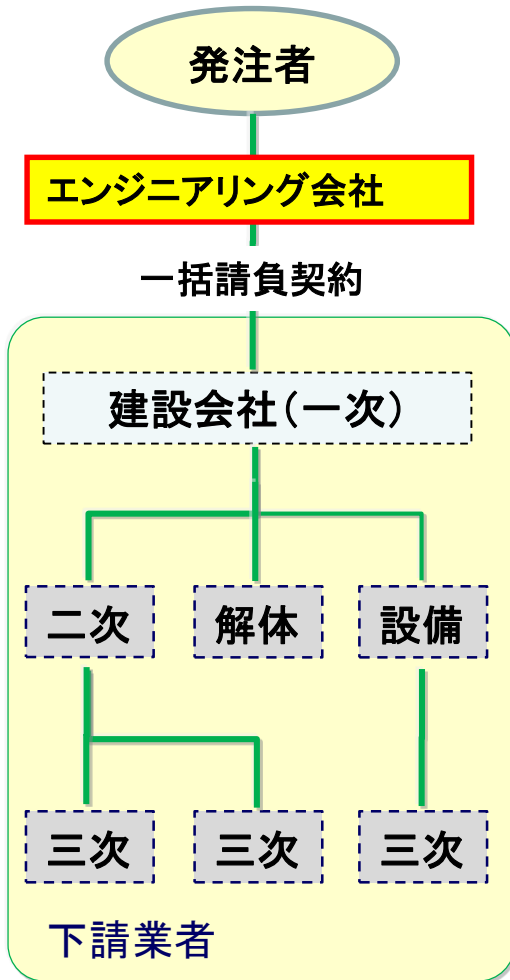 発注者
エンジニアリング会社
一括請負契約
建設会社(一次)
二次
解体
設備
三次
三次
三次
下請業者